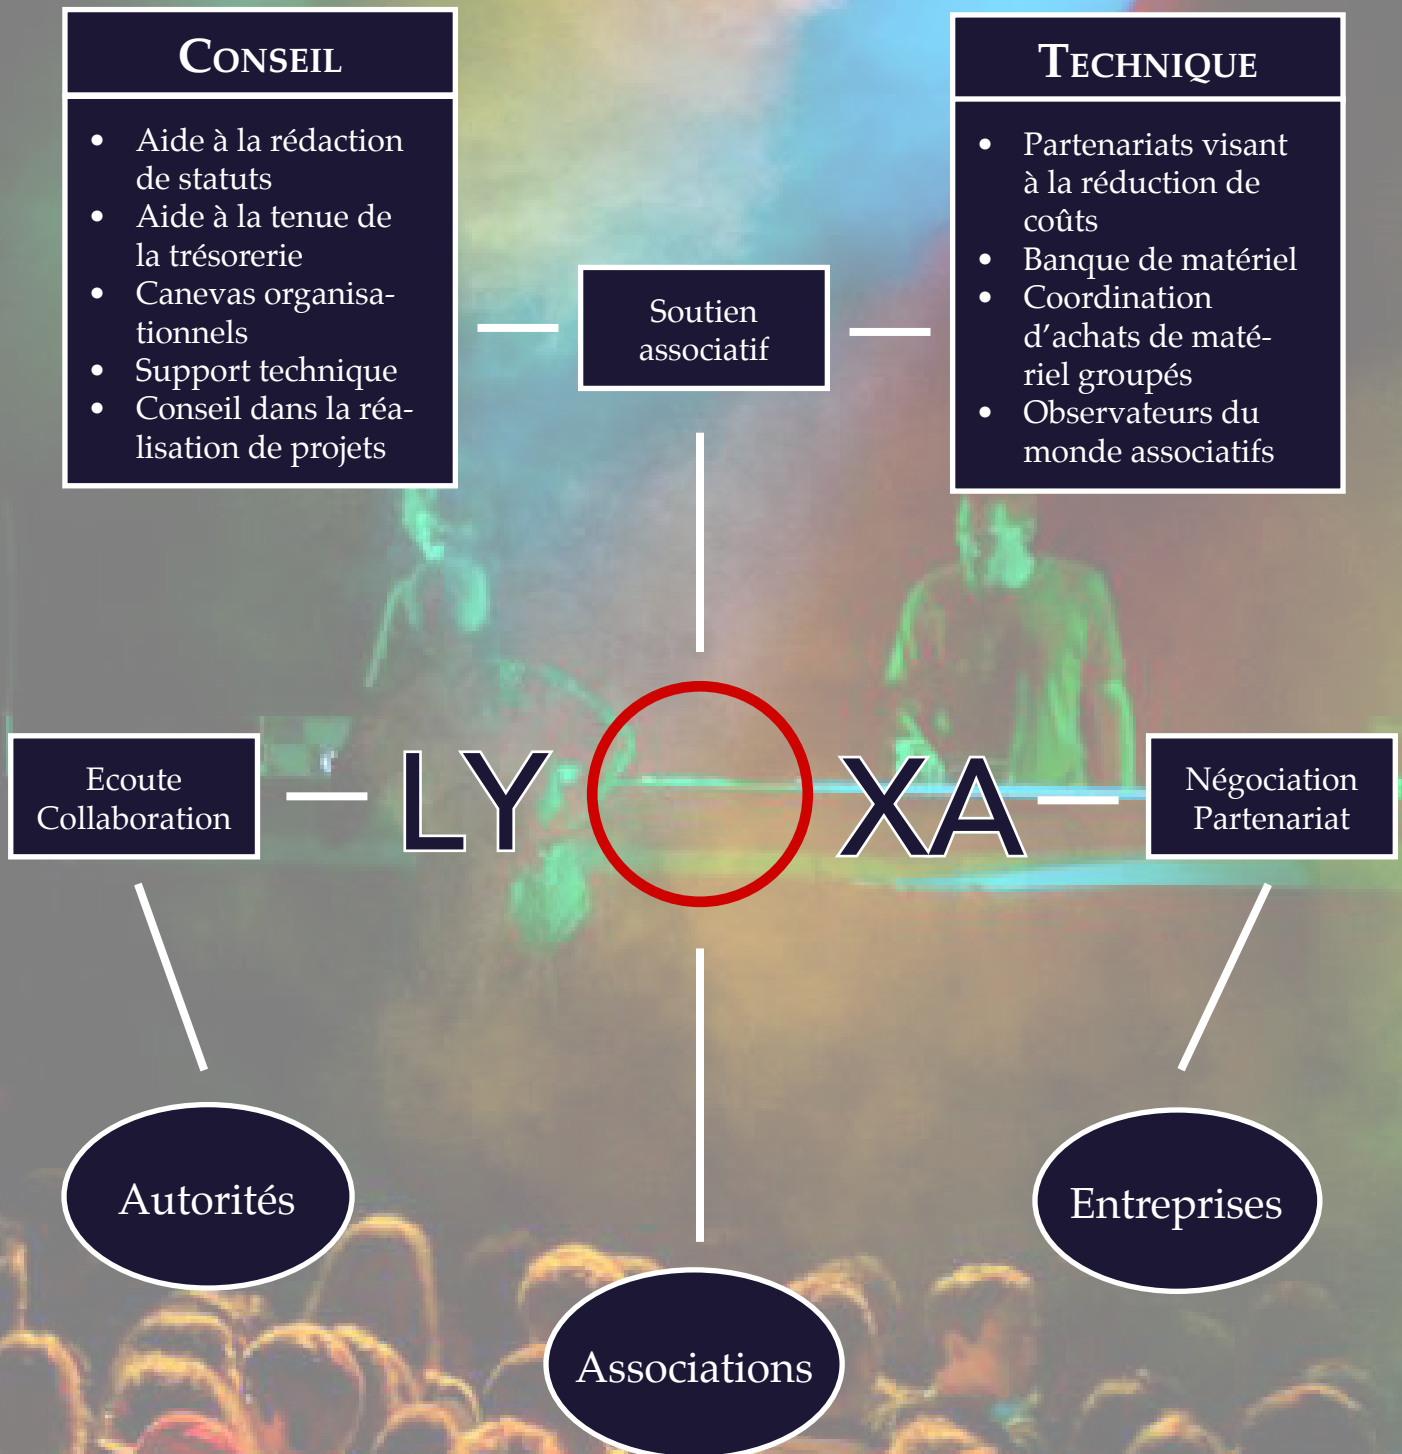 CONSEIL
• Aide à la rédaction
de statuts
• Aide à la tenue de
la trésorerie
• Canevas organisa-
tionnels
• Support technique
• Conseil dans la réa-
lisation de projets
TECHNIQUE
• Partenariats visant
à la réduction de
coûts
• Banque de matériel
• Coordination
d’achats de maté-
riel groupés
• Observateurs du
monde associatifs
Soutien
associatif
Ecoute
Collaboration
LY XA
Négociation
Partenariat
Autorités
Entreprises
Associations